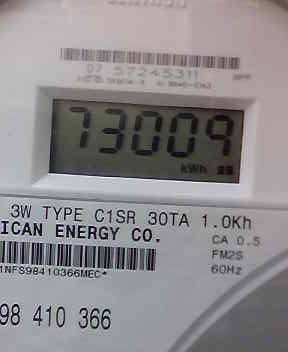 07 57245311
73009
kWh
3W TYPE C1SR 30TA 1.0Kh
ICAN ENERGY CO.
CA 0.5
FM2S
60Hz
1NFS98410366MEC*
98 410 366